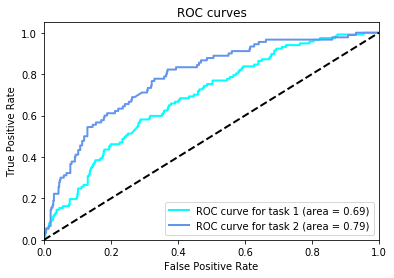 ROC curves
True Positive Rate
1.0
0.8
0.6
0.4
0.2
0.0
ROC curve for task 1 (area = 0.69)
ROC curve for task 2 (area = 0.79)
0.0 0.2 0.4 0.6 0.8 1.0
False Positive Rate